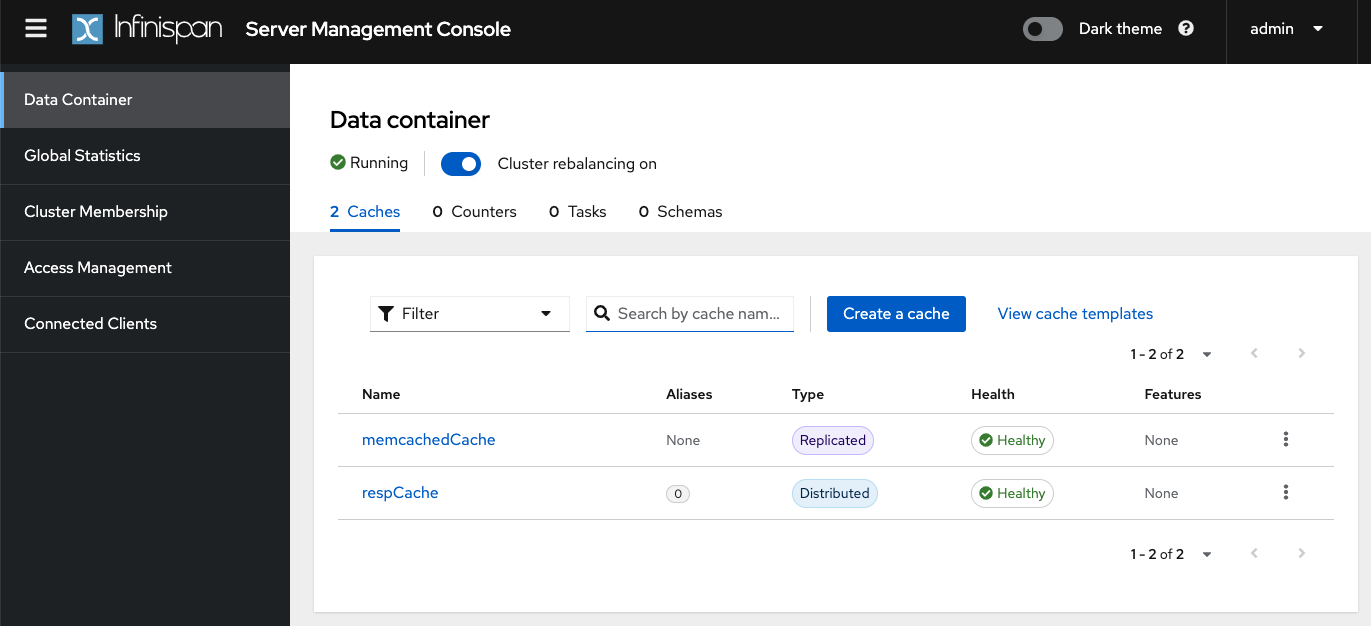 Infinispan Server Management Console Dark theme admin
Data Container
Global Statistics
Cluster Membership
Access Management
Connected Clients
Data container
Running Cluster rebalancing on
2 Caches 0 Counters 0 Tasks 0 Schemas
Filter Search by cache nam... Create a cache View cache templates
1 - 2 of 2
Name Aliases Type Health Features
memcachedCache None Replicated Healthy None
respCache 0 Distributed Healthy None
1 - 2 of 2